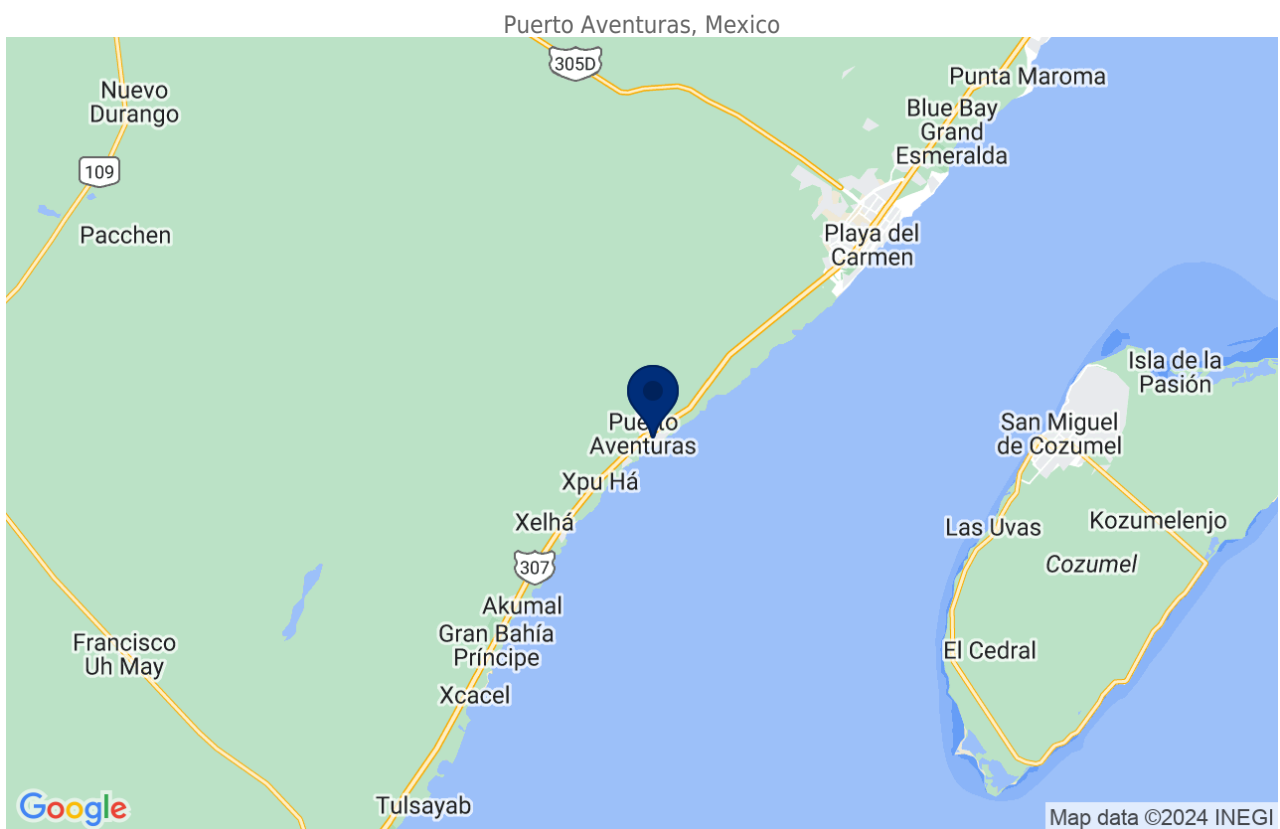 Puerto Aventuras, Mexico
305D
Punta Maroma
Nuevo
Durango
Blue Bay
Grand
Esmeralda
109
Pacchen
Playa del
Carmen
Isla de la
Pasión
Puerto
Aventuras
San Miguel
de Cozumel
Xpu Há
Xelhá
Las Uvas
Kozumelenjo
307
Cozumel
Akumal
Gran Bahía
Príncipe
Francisco
Uh May
El Cedral
Xcacel
Tulsayab
Google
Map data ©2024 INEGI